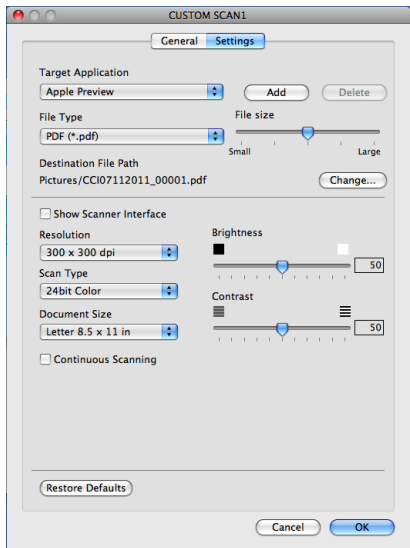 CUSTOM SCAN1
General Settings
Target Application
Apple Preview Add Delete
File Type File size
PDF (*.pdf)
Small Large
Destination File Path
Pictures/CCI07112011_00001.pdf Change...
Show Scanner Interface
Resolution Brightness
300 x 300 dpi 50
Scan Type
24bit Color Contrast
Document Size
Letter 8.5 x 11 in 50
Continuous Scanning
Restore Defaults
Cancel OK